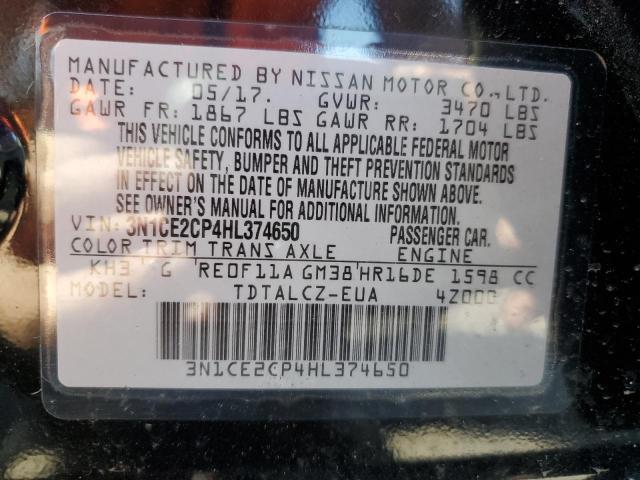 MANUFACTURED BY NISSAN MOTOR CO.,LTD.
DATE: 05/17. GVWR: 3470 LBS
GAWR FR: 1867 LBS GAWR RR: 1704 LBS
THIS VEHICLE CONFORMS TO ALL APPLICABLE FEDERAL MOTOR
VEHICLE SAFETY, BUMPER AND THEFT PREVENTION STANDARDS
IN EFFECT ON THE DATE OF MANUFACTURE SHOWN ABOVE.
SEE OWNER'S MANUAL FOR ADDITIONAL INFORMATION.
VIN: 3N1CE2CP4HL374650 PASSENGER CAR.
COLOR TRIM TRANS AXLE ENGINE
KH3 G RE0F11A GM38 HR16DE 1598 CC
MODEL: TDTALCZ-EUA 4Z000
3N1CE2CP4HL374650